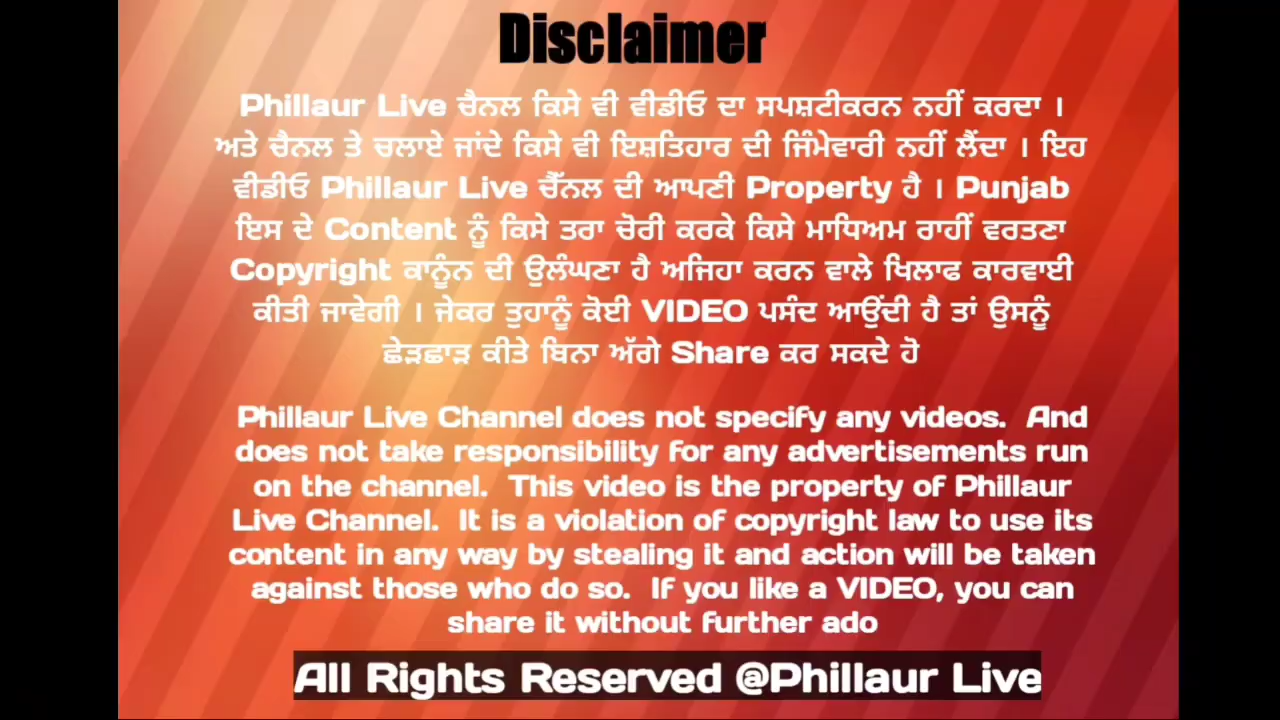 Disclaimer
Phillaur Live ਚੈਨਲ ਕਿਸੇ ਵੀ ਵੀਡੀਓ ਦਾ ਸਪਸ਼ਟੀਕਰਨ ਨਹੀਂ ਕਰਦਾ ।
ਅਤੇ ਚੈਨਲ ਤੇ ਚਲਾਏ ਜਾਂਦੇ ਕਿਸੇ ਵੀ ਇਸ਼ਤਿਹਾਰ ਦੀ ਜਿੰਮੇਵਾਰੀ ਨਹੀਂ ਲੈਂਦਾ । ਇਹ
ਵੀਡੀਓ Phillaur Live ਚੈੱਨਲ ਦੀ ਆਪਣੀ Property ਹੈ । Punjab
ਇਸ ਦੇ Content ਨੂੰ ਕਿਸੇ ਤਰਾ ਚੋਰੀ ਕਰਕੇ ਕਿਸੇ ਮਾਧਿਅਮ ਰਾਹੀਂ ਵਰਤਣਾ
Copyright ਕਾਨੂੰਨ ਦੀ ਉਲੰਘਣਾ ਹੈ ਅਜਿਹਾ ਕਰਨ ਵਾਲੇ ਖਿਲਾਫ ਕਾਰਵਾਈ
ਕੀਤੀ ਜਾਵੇਗੀ । ਜੇਕਰ ਤੁਹਾਨੂੰ ਕੋਈ VIDEO ਪਸੰਦ ਆਉਂਦੀ ਹੈ ਤਾਂ ਉਸਨੂੰ
ਛੇੜਛਾੜ ਕੀਤੇ ਬਿਨਾ ਅੱਗੇ Share ਕਰ ਸਕਦੇ ਹੋ
Phillaur Live Channel does not specify any videos.  And
does not take responsibility for any advertisements run
on the channel.  This video is the property of Phillaur
Live Channel.  It is a violation of copyright law to use its
content in any way by stealing it and action will be taken
against those who do so.  If you like a VIDEO, you can
share it without further ado
All Rights Reserved @Phillaur Live